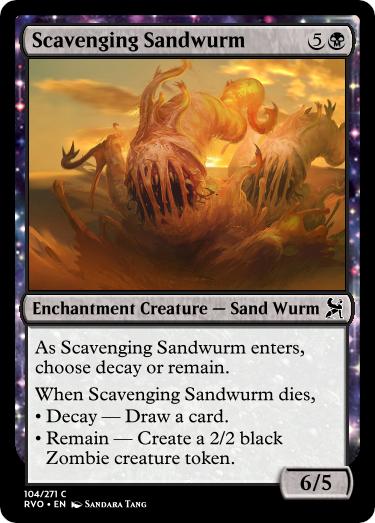 Scavenging Sandwurm 5
Enchantment Creature — Sand Wurm
As Scavenging Sandwurm enters,
choose decay or remain.
When Scavenging Sandwurm dies,
• Decay — Draw a card.
• Remain — Create a 2/2 black
Zombie creature token.
6/5
104/271 C
RVO • EN Sandara Tang